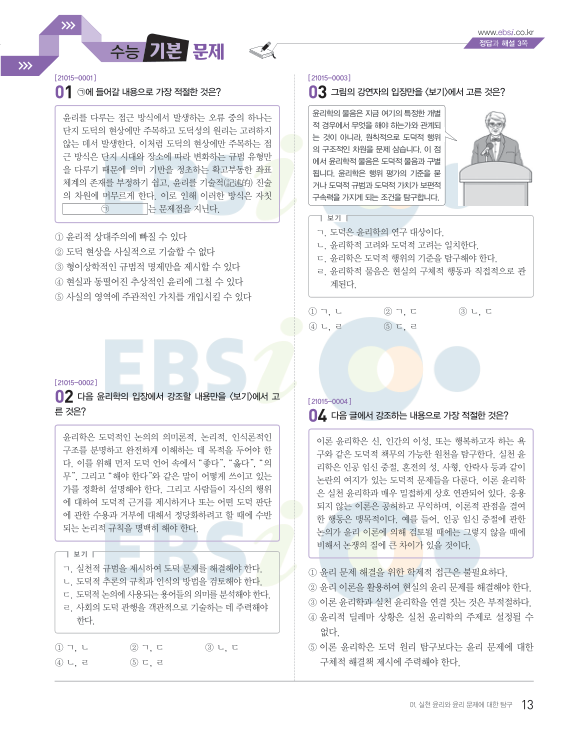 www.ebsi.co.kr
정답과 해설 3쪽
수능 기본 문제
[21015-0001]
01 ㉠에 들어갈 내용으로 가장 적절한 것은?
윤리를 다루는 접근 방식에서 발생하는 오류 중의 하나는
단지 도덕의 현상에만 주목하고 도덕성의 원리는 고려하지
않는 데서 발생한다. 이처럼 도덕의 현상에만 주목하는 접
근 방식은 단지 시대와 장소에 따라 변화하는 규범 유형만
을 다루기 때문에 의미 기반을 정초하는 확고부동한 좌표
체계의 존재를 부정하기 쉽고, 윤리를 기술적(記述的) 진술
의 차원에 머무르게 한다. 이로 인해 이러한 방식은 자칫
㉠ 는 문제점을 지닌다.
① 윤리적 상대주의에 빠질 수 있다
② 도덕 현상을 사실적으로 기술할 수 없다
③ 형이상학적인 규범적 명제만을 제시할 수 있다
④ 현실과 동떨어진 추상적인 윤리에 그칠 수 있다
⑤ 사실의 영역에 주관적인 가치를 개입시킬 수 있다
[21015-0002]
02 다음 윤리학의 입장에서 강조할 내용만을 <보기>에서 고
른 것은?
윤리학은 도덕적인 논의의 의미론적, 논리적, 인식론적인
구조를 분명하고 완전하게 이해하는 데 목적을 두어야 한
다. 이를 위해 먼저 도덕 언어 속에서 “좋다”, “옳다”, “의
무”, 그리고 “해야 한다”와 같은 말이 어떻게 쓰이고 있는
가를 정확히 설명해야 한다. 그리고 사람들이 자신의 행위
에 대하여 도덕적 근거를 제시하거나 또는 어떤 도덕 판단
에 관한 수용과 거부에 대해서 정당화하려고 할 때에 수반
되는 논리적 규칙을 명백히 해야 한다.
보기
ㄱ. 실천적 규범을 제시하여 도덕 문제를 해결해야 한다.
ㄴ. 도덕적 추론의 규칙과 인식의 방법을 검토해야 한다.
ㄷ. 도덕적 논의에 사용되는 용어들의 의미를 분석해야 한다.
ㄹ. 사회의 도덕 관행을 객관적으로 기술하는 데 주력해야
한다.
① ㄱ, ㄴ ② ㄱ, ㄷ ③ ㄴ, ㄷ
④ ㄴ, ㄹ ⑤ ㄷ, ㄹ
[21015-0003]
03 그림의 강연자의 입장만을 <보기>에서 고른 것은?
윤리학의 물음은 지금 여기의 특정한 개별
적 경우에서 무엇을 해야 하는가와 관계되
는 것이 아니라, 원칙적으로 도덕적 행위
의 구조적인 차원을 문제 삼습니다. 이 점
에서 윤리학적 물음은 도덕적 물음과 구별
됩니다. 윤리학은 행위 평가의 기준을 묻
거나 도덕적 규범과 도덕적 가치가 보편적
구속력을 가지게 되는 조건을 탐구합니다.
보기
ㄱ. 도덕은 윤리학의 연구 대상이다.
ㄴ. 윤리학적 고려와 도덕적 고려는 일치한다.
ㄷ. 윤리학은 도덕적 행위의 기준을 탐구해야 한다.
ㄹ. 윤리학적 물음은 현실의 구체적 행동과 직접적으로 관
계된다.
① ㄱ, ㄴ ② ㄱ, ㄷ ③ ㄴ, ㄷ
④ ㄴ, ㄹ ⑤ ㄷ, ㄹ
[21015-0004]
04 다음 글에서 강조하는 내용으로 가장 적절한 것은?
이론 윤리학은 신, 인간의 이성, 또는 행복하고자 하는 욕
구와 같은 도덕적 책무의 가능한 원천을 탐구한다. 실천 윤
리학은 인공 임신 중절, 혼전의 성, 사형, 안락사 등과 같이
논란의 여지가 있는 도덕적 문제들을 다룬다. 이론 윤리학
은 실천 윤리학과 매우 밀접하게 상호 연관되어 있다. 응용
되지 않는 이론은 공허하고 무익하며, 이론적 관점을 결여
한 행동은 맹목적이다. 예를 들어, 인공 임신 중절에 관한
논의가 윤리 이론에 의해 검토될 때에는 그렇지 않을 때에
비해서 논쟁의 질에 큰 차이가 있을 것이다.
① 윤리 문제 해결을 위한 학제적 접근은 불필요하다.
② 윤리 이론을 활용하여 현실의 윤리 문제를 해결해야 한다.
③ 이론 윤리학과 실천 윤리학을 연결 짓는 것은 부적절하다.
④ 윤리적 딜레마 상황은 실천 윤리학의 주제로 설정될 수
없다.
⑤ 이론 윤리학은 도덕 원리 탐구보다는 윤리 문제에 대한
구체적 해결책 제시에 주력해야 한다.
01. 실천 윤리와 윤리 문제에 대한 탐구 13
EBSi
EBSi
EBSi